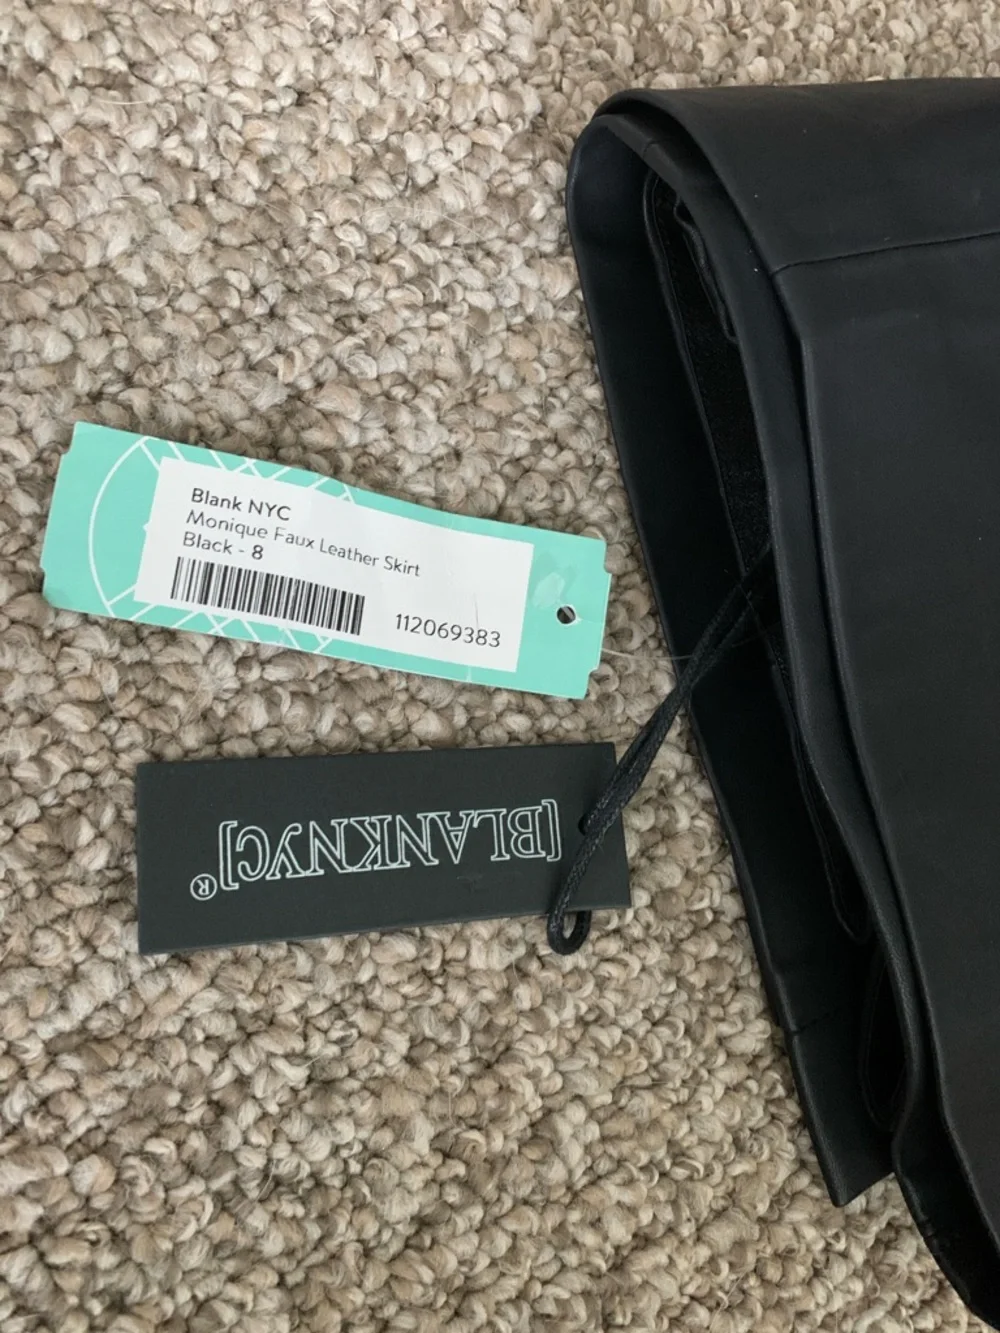 Blank NYC
Monique Faux Leather Skirt
Black - 8
112069383
[BLANKNYC]®